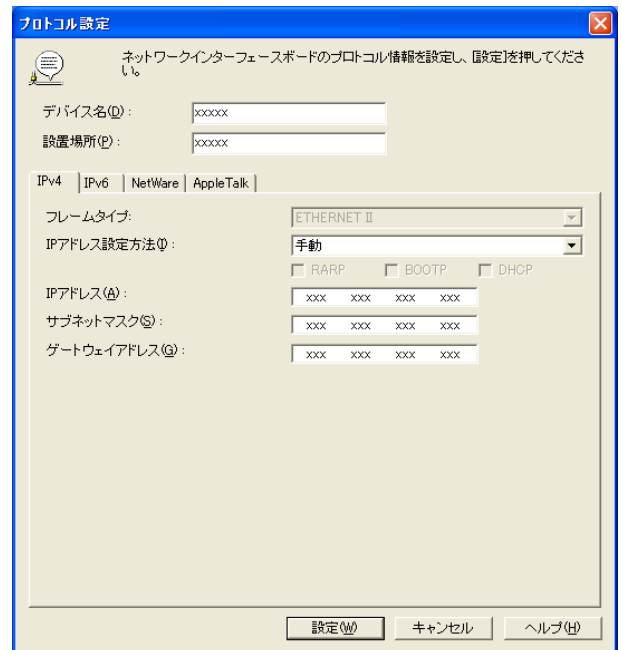 プロトコル設定
ネットワークインターフェースボードのプロトコル情報を設定し、[設定]を押してくださ
い。
デバイス名(D):
xxxxx
設置場所(P):
xxxxx
IPv4 IPv6 NetWare AppleTalk
フレームタイプ:
ETHERNET II
IPアドレス設定方法(I):
手動
RARP BOOTP DHCP
IPアドレス(A):
xxx xxx xxx xxx
サブネットマスク(S):
xxx xxx xxx xxx
ゲートウェイアドレス(G):
xxx xxx xxx xxx
設定(W) キャンセル ヘルプ(H)